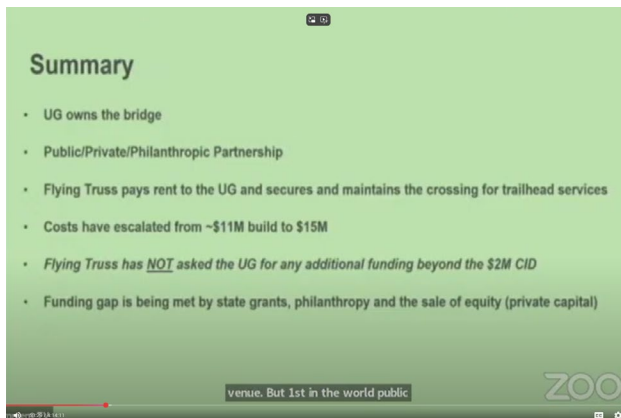 Summary
• UG owns the bridge
• Public/Private/Philanthropic Partnership
• Flying Truss pays rent to the UG and secures and maintains the crossing for trailhead services
• Costs have escalated from ~$11M build to $15M
• Flying Truss has NOT asked the UG for any additional funding beyond the $2M CID
• Funding gap is being met by state grants, philanthropy and the sale of equity (private capital)
venue. But 1st in the world public
zoo